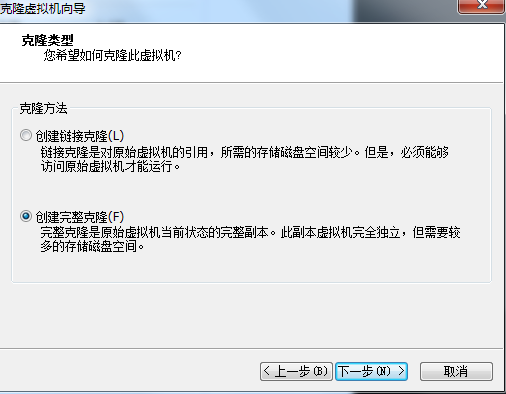 克隆虚拟机向导
克隆类型
您希望如何克隆此虚拟机?
克隆方法
创建链接克隆(L)
链接克隆是对原始虚拟机的引用，所需的存储磁盘空间较少。但是，必须能够
访问原始虚拟机才能运行。
创建完整克隆(F)
完整克隆是原始虚拟机当前状态的完整副本。此副本虚拟机完全独立，但需要较
多的存储磁盘空间。
< 上一步(B) 下一步(N) > 取消